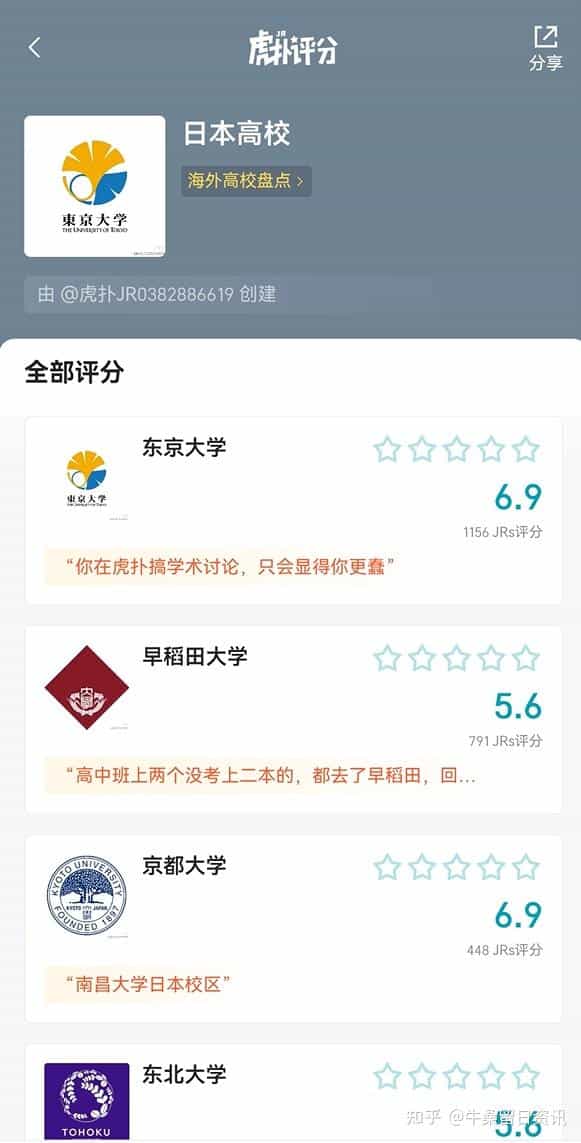 JR
虎扑评分
分享
東京大学
THE UNIVERSITY OF TOKYO
日本高校
海外高校盘点 >
由 @虎扑JR0382886619 创建
全部评分
東京大学
东京大学
6.9
1156 JRs评分
“你在虎扑搞学术讨论，只会显得你更蠢”
早稻田大学
5.6
791 JRs评分
“高中班上两个没考上二本的，都去了早稻田，回...
KYOTO UNIVERSITY
KYOTO JAPAN
FOUNDED 1897
京都大学
6.9
448 JRs评分
“南昌大学日本校区”
TOHOKU
东北大学
5.6
知乎 @牛桑留日资讯